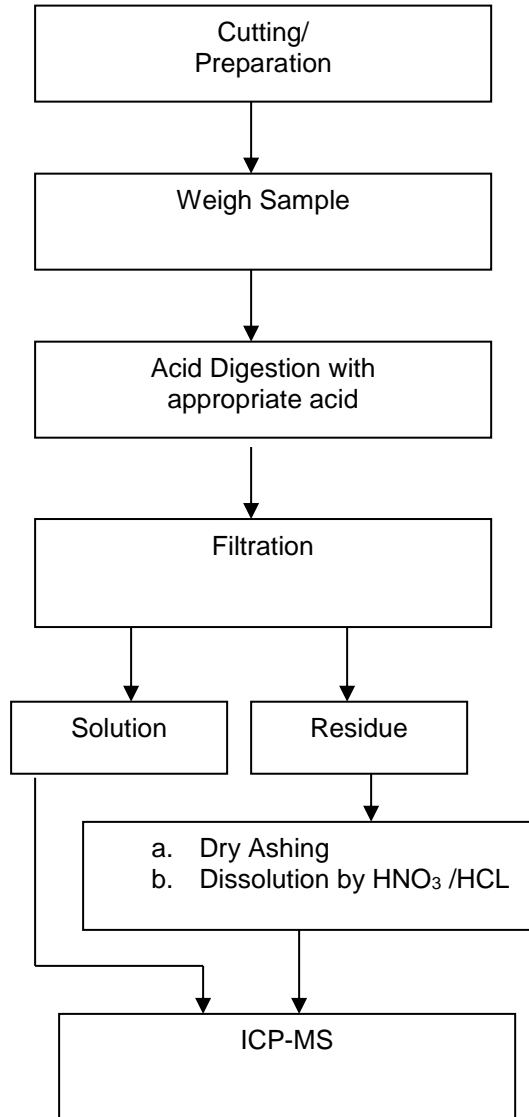 Cutting/
Preparation
Weigh Sample
Acid Digestion with
appropriate acid
Filtration
Solution
Residue
a. Dry Ashing
b. Dissolution by HNO₃ /HCL
ICP-MS